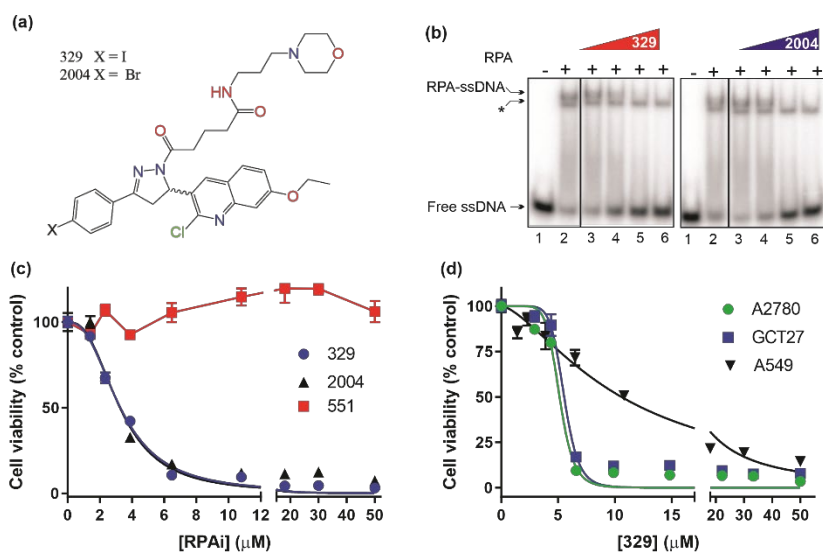 (a)
329 X = I
2004 X = Br
N
O
HN
O
O
N
N
X
Cl
N
O
(b)
329
2004
RPA
- + + + + +
- + + + + +
RPA-ssDNA
*
Free ssDNA
1 2 3 4 5 6
1 2 3 4 5 6
(c)
Cell viability (% control)
100
50
0
329
2004
551
0 2 4 6 8 10 12 20 30 40 50
[RPAi] (μM)
(d)
Cell viability (% control)
100
75
50
25
0
A2780
GCT27
A549
0 5 10 15 20 30 40 50
[329] (μM)